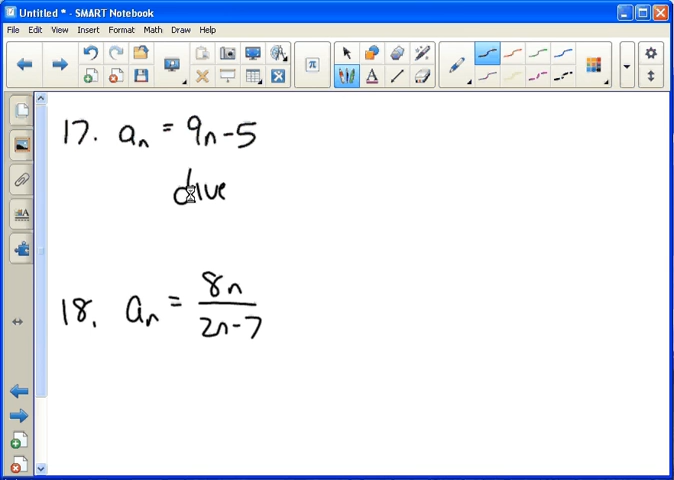 Untitled * - SMART Notebook
File Edit View Insert Format Math Draw Tools Help
π
A
17. aₙ = 9n - 5
dive
18. aₙ = 8n
2n - 7